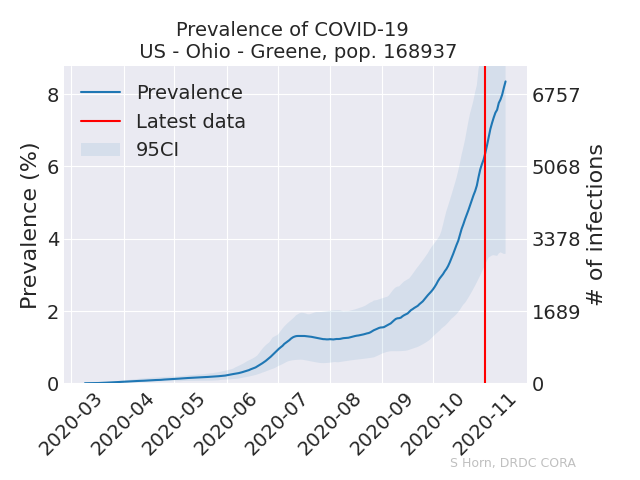 Prevalence of COVID-19
US - Ohio - Greene, pop. 168937
Prevalence
Latest data
95CI
Prevalence (%)
8
6
4
2
0
6757
5068
3378
1689
0
# of infections
2020-03
2020-04
2020-05
2020-06
2020-07
2020-08
2020-09
2020-10
2020-11
S Horn, DRDC CORA